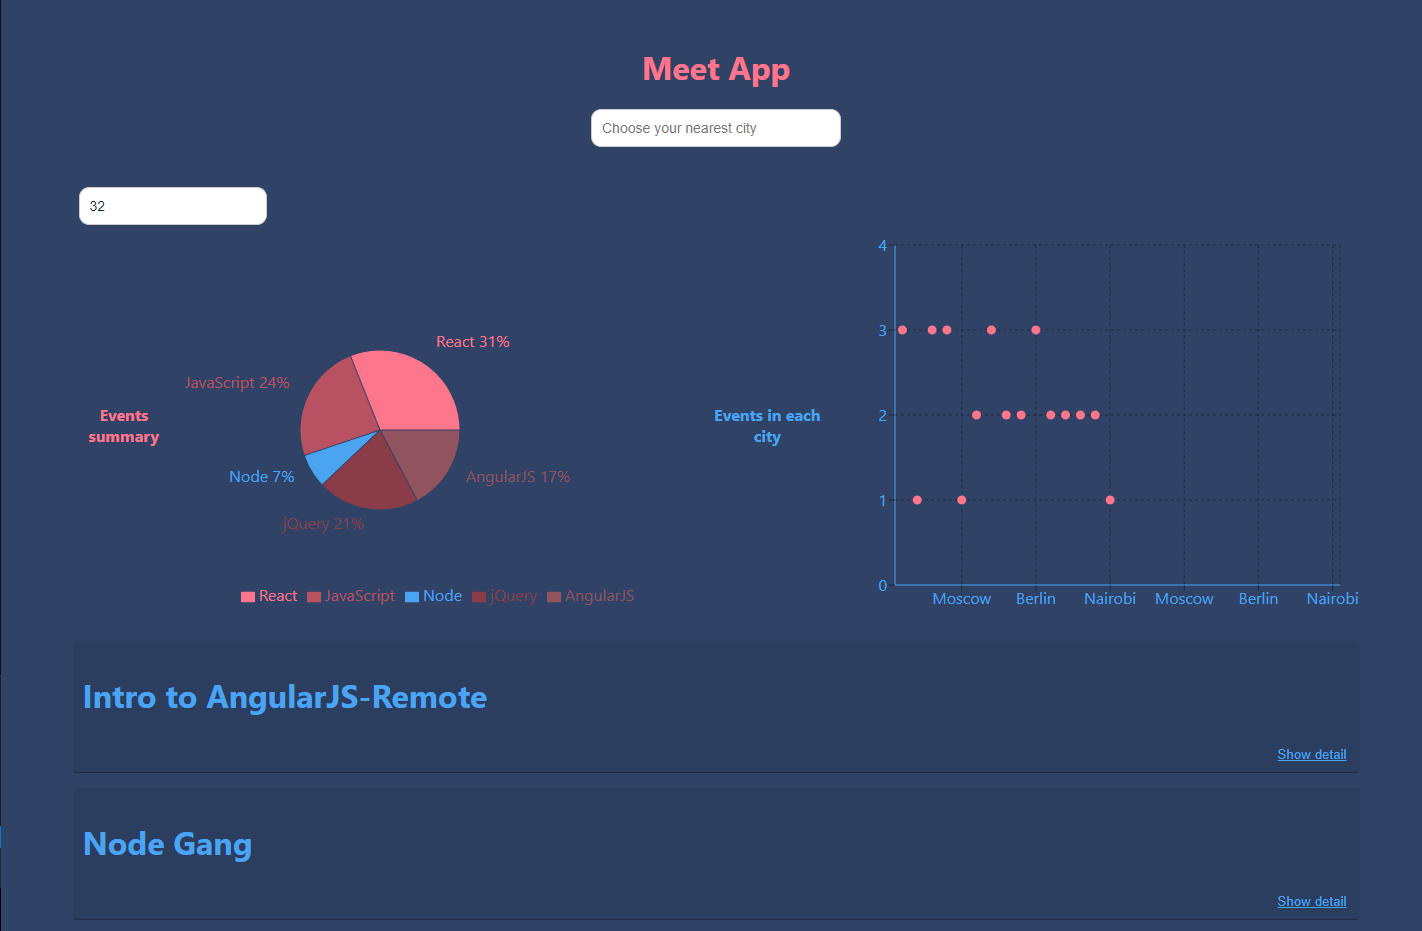 Meet App
Choose your nearest city
32
Events
summary
React 31%
JavaScript 24%
Node 7%
AngularJS 17%
jQuery 21%
React JavaScript Node jQuery AngularJS
Events in each
city
4
3
2
1
0
Moscow Berlin Nairobi Moscow Berlin Nairobi
Intro to AngularJS-Remote
Show detail
Node Gang
Show detail